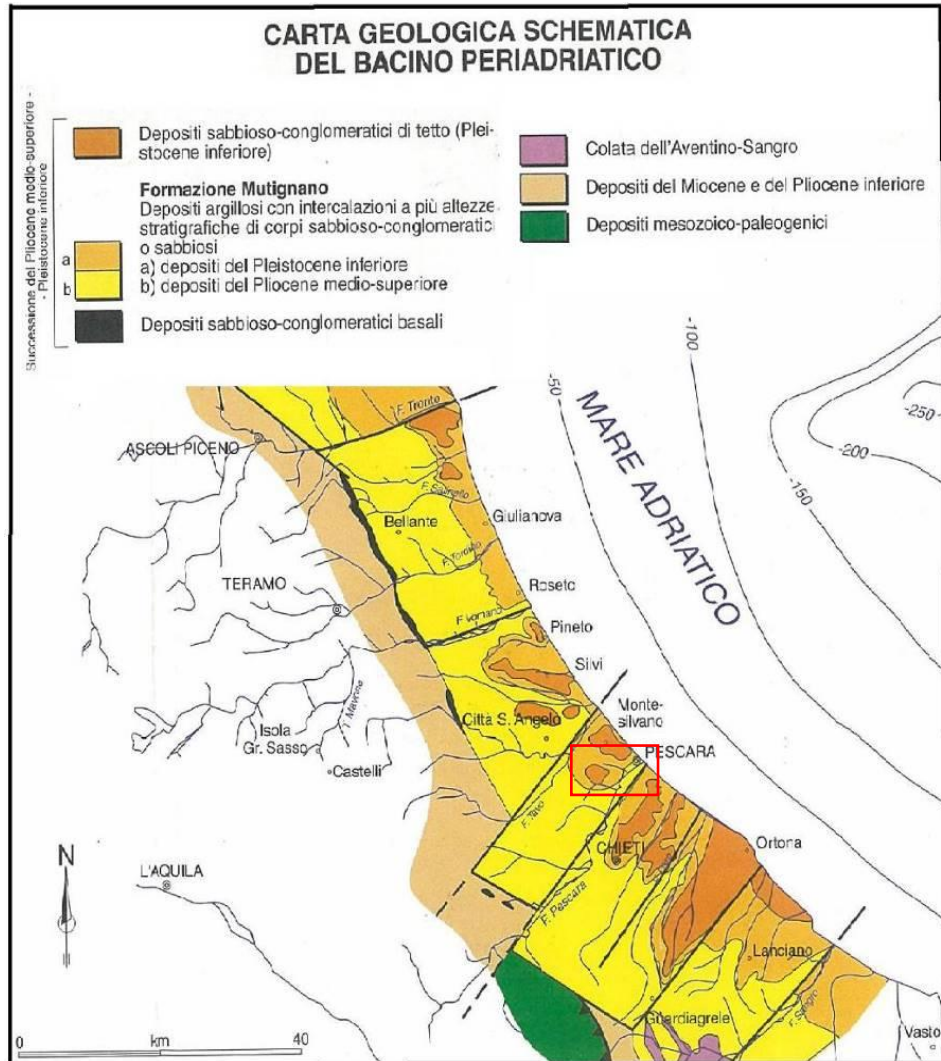 CARTA GEOLOGICA SCHEMATICA
DEL BACINO PERIADRIATICO
Successione del Pliocene medio-superiore -
- Pleistocene inferiore
Depositi sabbioso-conglomeratici di tetto (Plei-
stocene inferiore)
Formazione Mutignano
Depositi argillosi con intercalazioni a più altezze
stratigrafiche di corpi sabbioso-conglomeratici
o sabbiosi
a
a) depositi del Pleistocene inferiore
b
b) depositi del Pliocene medio-superiore
Depositi sabbioso-conglomeratici basali
Colata dell'Aventino-Sangro
Depositi del Miocene e del Pliocene inferiore
Depositi mesozoico-paleogenici
-100
-50
-250
-200
-150
MARE ADRIATICO
F. Tronto
ASCOLI PICENO
F. Salinello
Bellante
Giulianova
F. Tordino
TERAMO
Roseto
F. Vomano
Pineto
Silvi
F. Mavone
Città S. Angelo
Monte-
silvano
Isola
Gr. Sasso
Castelli
PESCARA
F. Fino
CHIETI
Ortona
N
L'AQUILA
F. Pescara
Lanciano
Guardiagrele
F. Sangro
Vasto
0
km
40